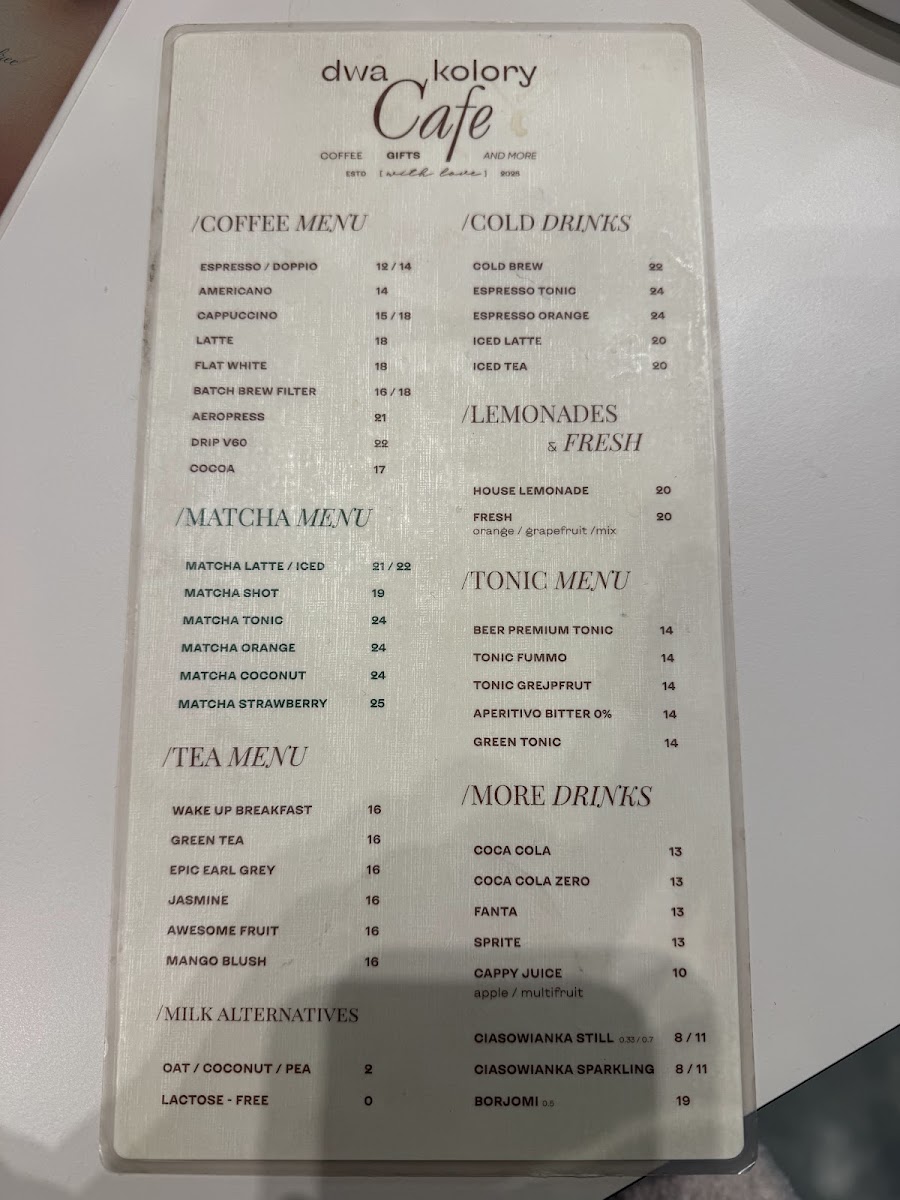 dwa kolory
Cafe
COFFEE GIFTS AND MORE
ESTD (with love) 2025
/COFFEE MENU
ESPRESSO / DOPPIO 12 / 14
AMERICANO 14
CAPPUCCINO 15 / 18
LATTE 18
FLAT WHITE 18
BATCH BREW FILTER 16 / 18
AEROPRESS 21
DRIP V60 22
COCOA 17
/MATCHA MENU
MATCHA LATTE / ICED 21 / 22
MATCHA SHOT 19
MATCHA TONIC 24
MATCHA ORANGE 24
MATCHA COCONUT 24
MATCHA STRAWBERRY 25
/TEA MENU
WAKE UP BREAKFAST 16
GREEN TEA 16
EPIC EARL GREY 16
JASMINE 16
AWESOME FRUIT 16
MANGO BLUSH 16
/MILK ALTERNATIVES
OAT / COCONUT / PEA 2
LACTOSE - FREE 0
/COLD DRINKS
COLD BREW 22
ESPRESSO TONIC 24
ESPRESSO ORANGE 24
ICED LATTE 20
ICED TEA 20
/LEMONADES
& FRESH
HOUSE LEMONADE 20
FRESH 20
orange / grapefruit /mix
/TONIC MENU
BEER PREMIUM TONIC 14
TONIC FUMMO 14
TONIC GREJPFRUT 14
APERITIVO BITTER 0% 14
GREEN TONIC 14
/MORE DRINKS
COCA COLA 13
COCA COLA ZERO 13
FANTA 13
SPRITE 13
CAPPY JUICE 10
apple / multifruit
CIASOWIANKA STILL 0.33 / 0.7 8 / 11
CIASOWIANKA SPARKLING 8 / 11
BORJOMI 0.5 19